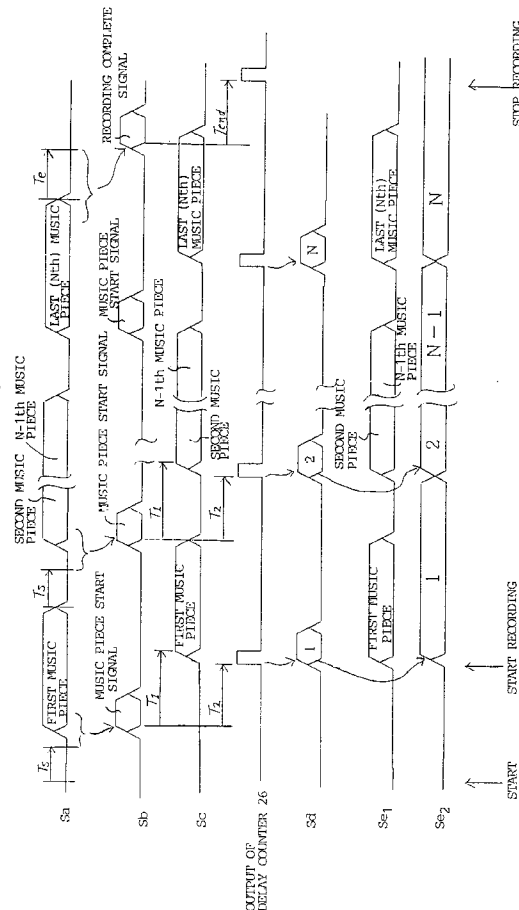 Sa
Ts
FIRST MUSIC
PIECE
Ts
SECOND MUSIC
PIECE
N-1th MUSIC
PIECE
LAST (Nth) MUSIC
PIECE
Te
Sb
MUSIC PIECE START
SIGNAL
MUSIC PIECE START SIGNAL
MUSIC PIECE
START SIGNAL
RECORDING COMPLETE
SIGNAL
Sc
T1
T2
FIRST MUSIC
PIECE
T1
T2
SECOND MUSIC
PIECE
N-1th MUSIC PIECE
LAST (Nth)
MUSIC PIECE
Tend
OUTPUT OF
DELAY COUNTER 26
Sd
1
2
N
Se1
FIRST MUSIC
PIECE
SECOND MUSIC
PIECE
N-1th MUSIC
PIECE
LAST (Nth)
MUSIC PIECE
Se2
1
2
N-1
N
START
START RECORDING
STOP RECORDING